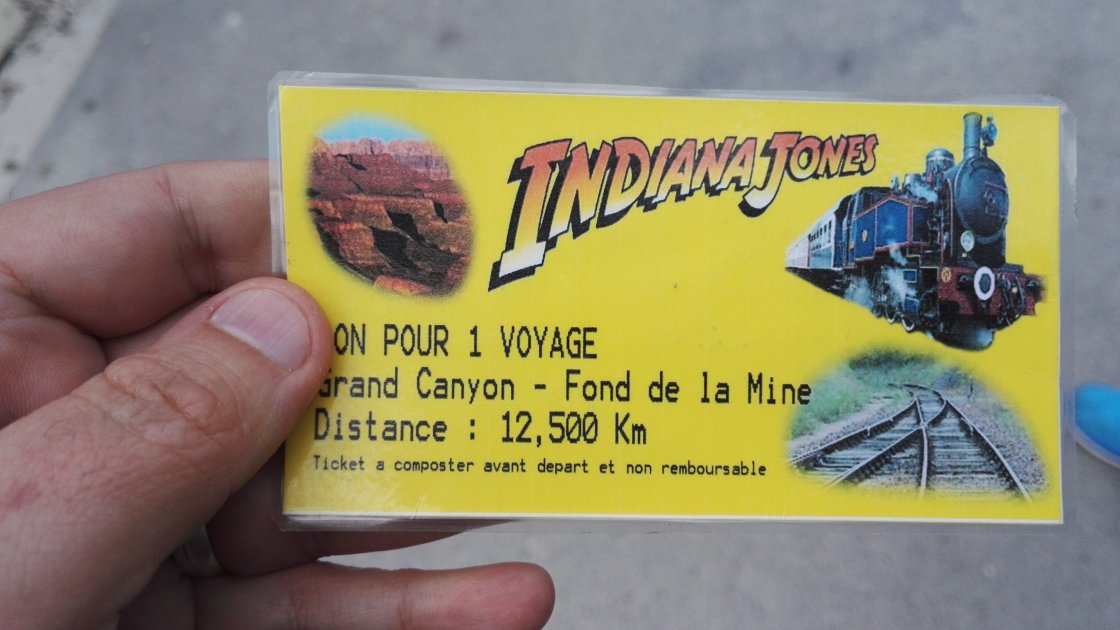 INDIANA JONES
ON POUR 1 VOYAGE
Grand Canyon - Fond de la Mine
Distance : 12,500 Km
Ticket a composter avant depart et non remboursable